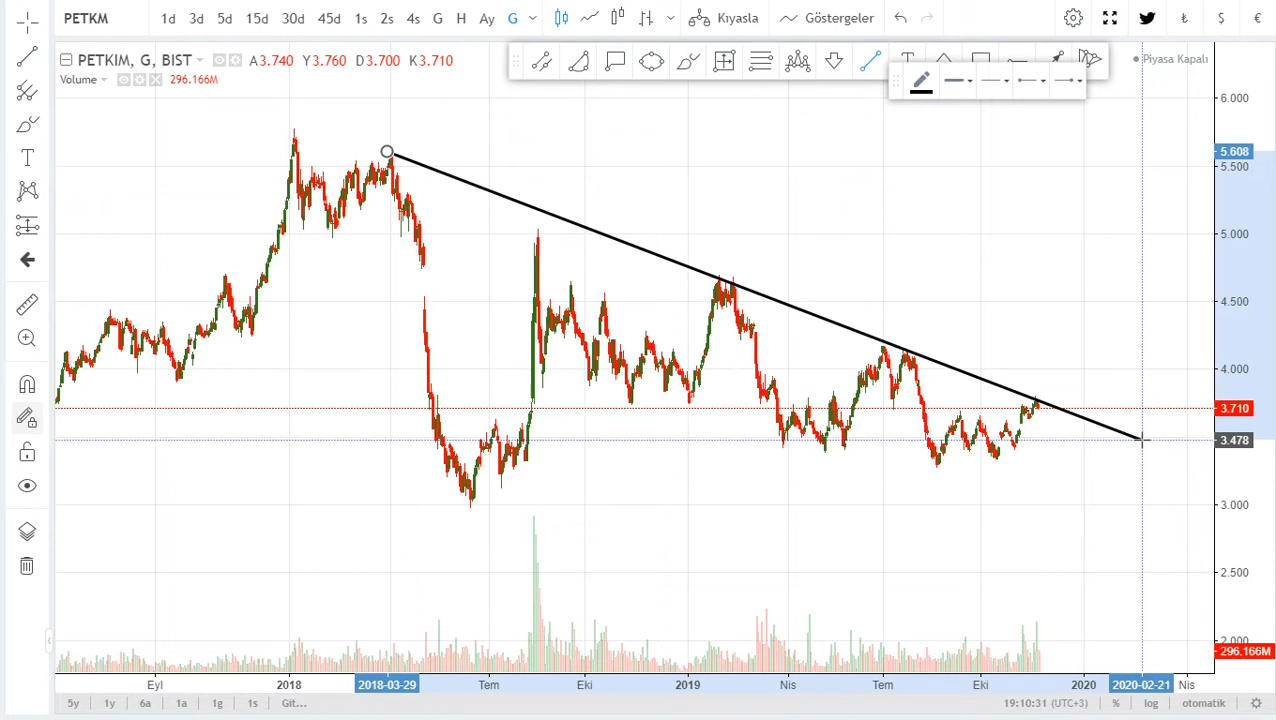 PETKM 1d 3d 5d 15d 30d 45d 1s 2s 4s G H Ay G Kıyasla Göstergeler ₺ $ €
PETKIM, G, BIST A3.740 Y3.760 D3.700 K3.710 Piyasa Kapalı
Volume 296.166M
6.000
5.608
5.500
5.000
4.500
4.000
3.710
3.478
3.000
2.500
2.000
296.166M
Eyl 2018 2018-03-29 Tem Eki 2019 Nis Tem Eki 2020 2020-02-21 Nis
5y 1y 6a 1a 1g 1s Git... 19:10:31 (UTC+3) % log otomatik